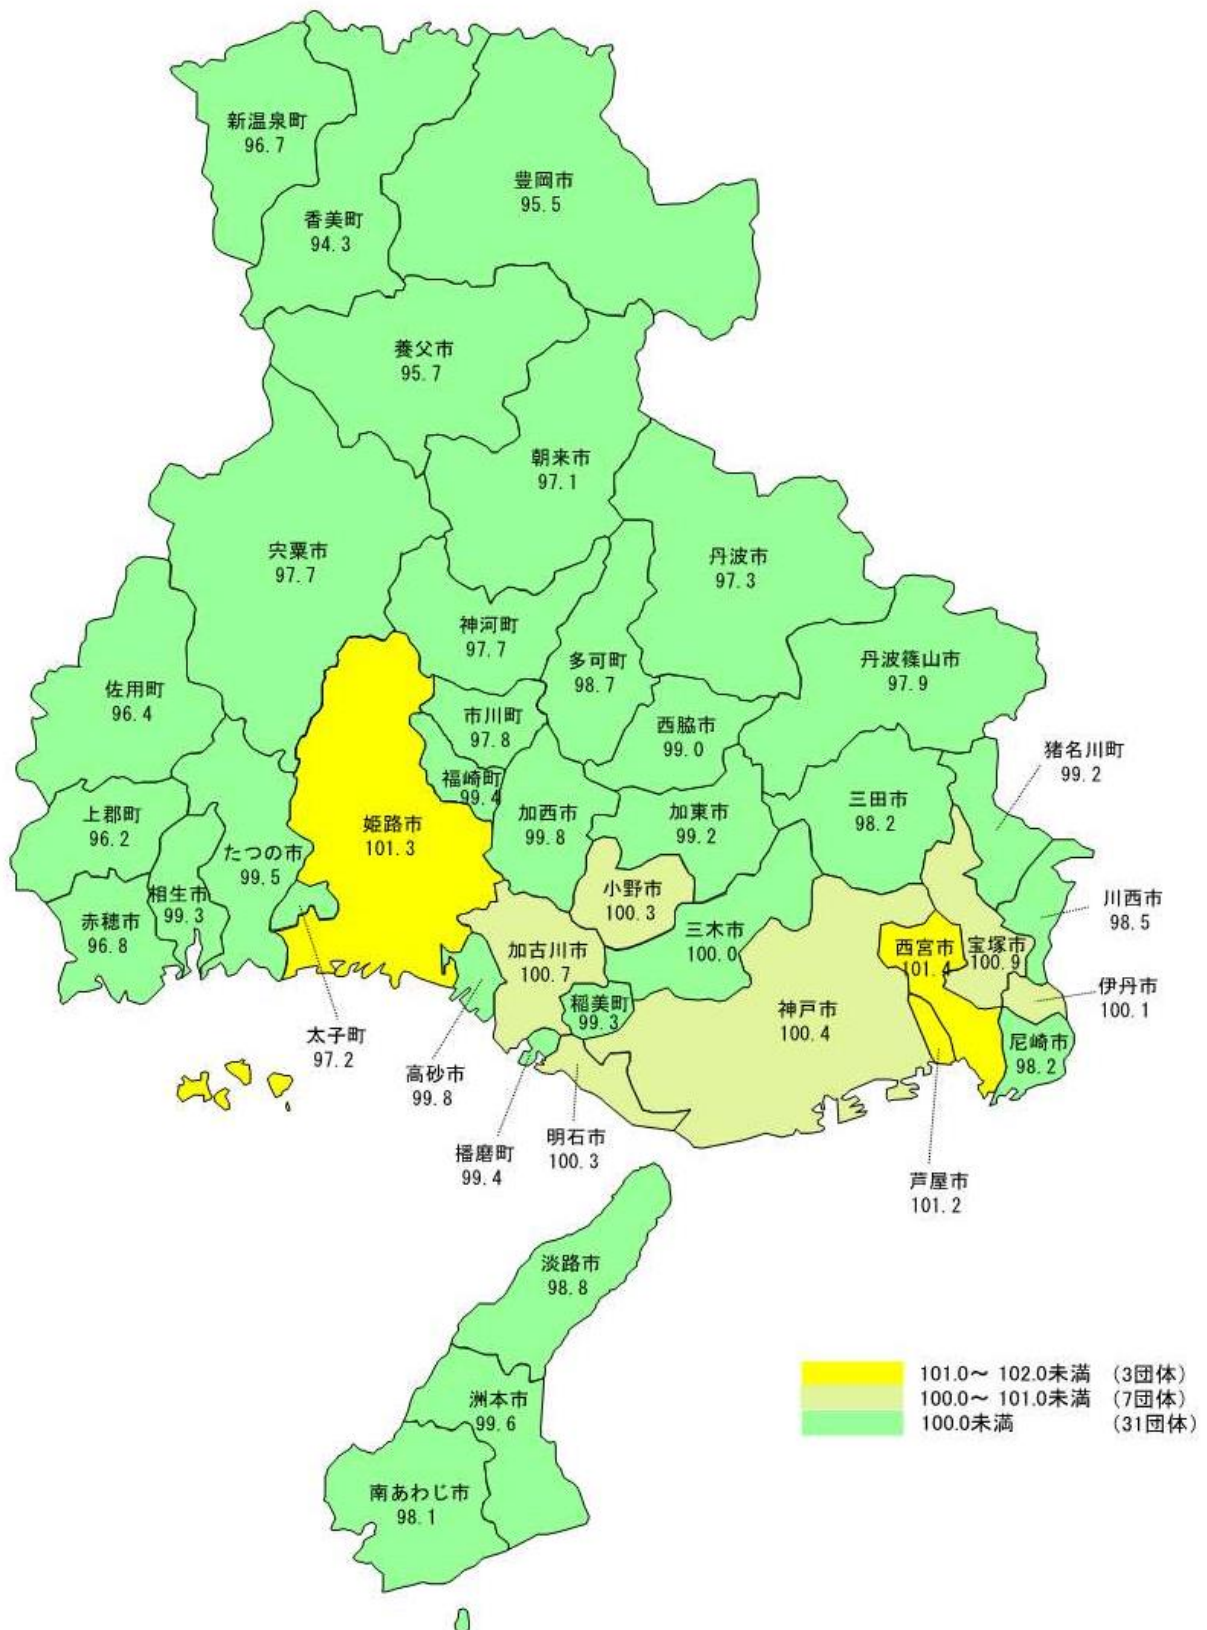 新温泉町
96.7
豊岡市
95.5
香美町
94.3
養父市
95.7
朝来市
97.1
宍粟市
97.7
丹波市
97.3
神河町
97.7
多可町
98.7
丹波篠山市
97.9
佐用町
96.4
市川町
97.8
西脇市
99.0
猪名川町
99.2
福崎町
99.4
上郡町
96.2
姫路市
101.3
加西市
99.8
加東市
99.2
三田市
98.2
たつの市
99.5
相生市
99.3
赤穂市
96.8
小野市
100.3
川西市
98.5
三木市
100.0
加古川市
100.7
西宮市
101.4
宝塚市
100.9
伊丹市
100.1
稲美町
99.3
神戸市
100.4
尼崎市
98.2
太子町
97.2
高砂市
99.8
明石市
100.3
播磨町
99.4
芦屋市
101.2
淡路市
98.8
洲本市
99.6
南あわじ市
98.1
101.0～ 102.0未満 (3団体)
100.0～ 101.0未満 (7団体)
100.0未満 (31団体)